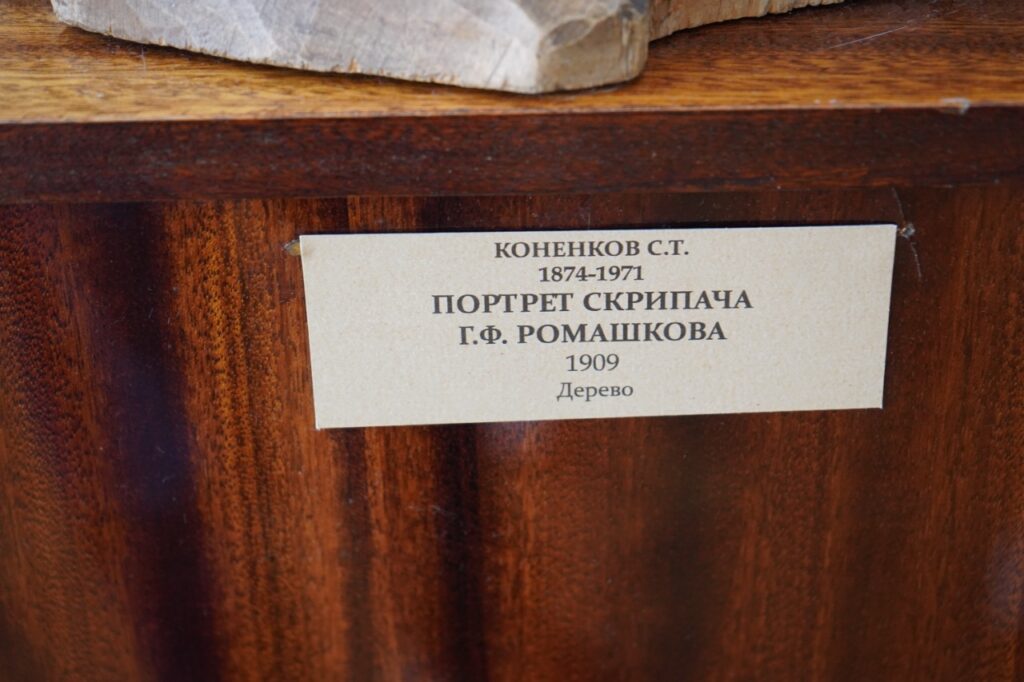 КОНЕНКОВ С.Т.
1874-1971
ПОРТРЕТ СКРИПАЧА
Г.Ф. РОМАШКОВА
1909
Дерево